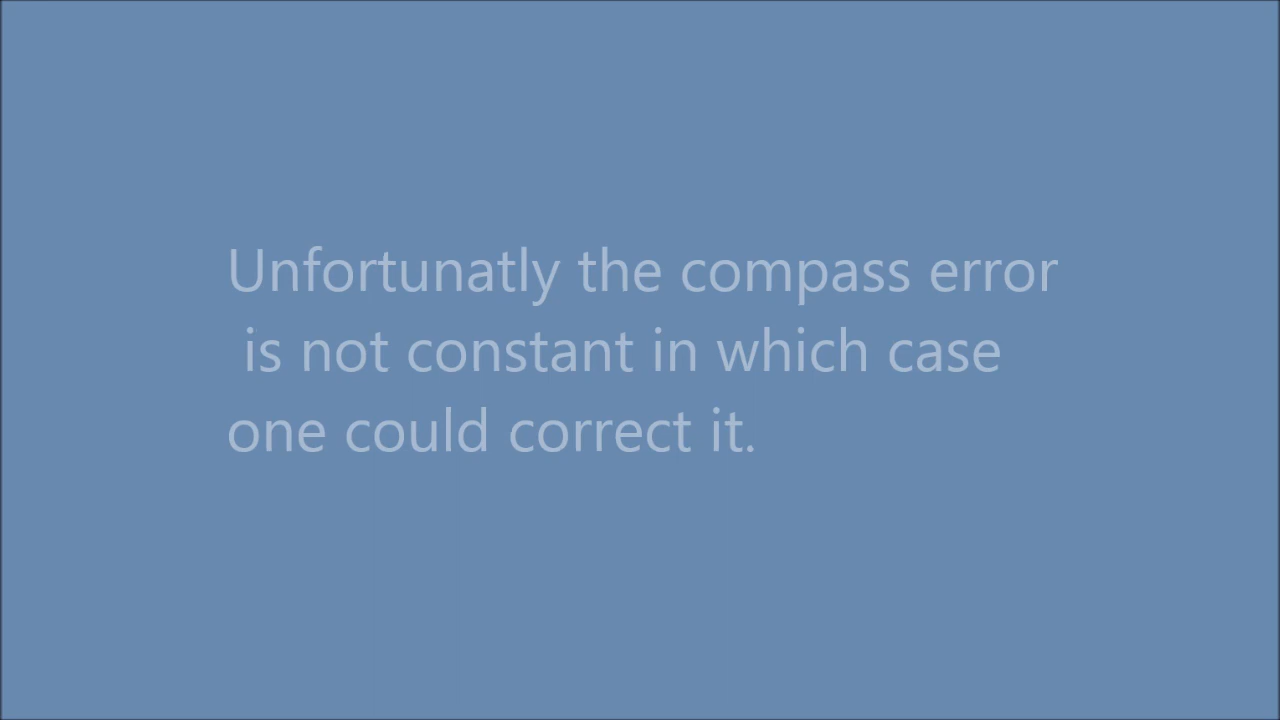 Unfortunatly the compass error
is not constant in which case
one could correct it.